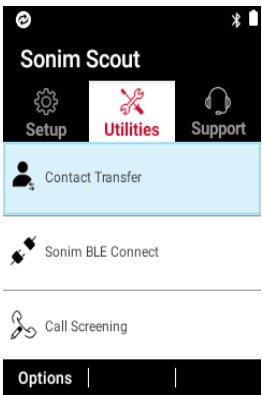 Sonim Scout
Setup Utilities Support
Contact Transfer
Sonim BLE Connect
Call Screening
Options